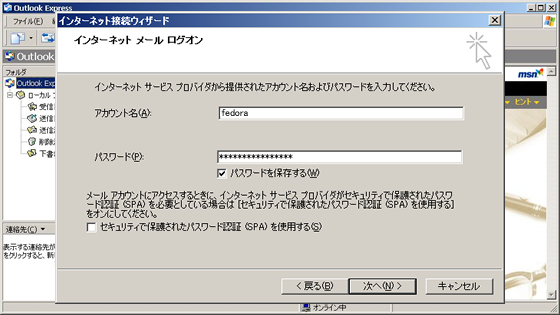 Outlook Express
ファイル(F)
Outlook
フォルダ
Outlook Exp
ローカル フ
受信
送信
送信
削除
下書
連絡先(C)
表示する連絡先が
をクリックすると、新
インターネット接続ウィザード
インターネット メール ログオン
インターネット サービス プロバイダから提供されたアカウント名およびパスワードを入力してください。
アカウント名(A):
fedora
パスワード(P):
****************
パスワードを保存する(W)
メール アカウントにアクセスするときに、インターネット サービス プロバイダがセキュリティで保護されたパスワ
ード認証 (SPA) を必要としている場合は [セキュリティで保護されたパスワード認証 (SPA) を使用する]
をオンにしてください。
セキュリティで保護されたパスワード認証 (SPA) を使用する(S)
< 戻る(B)
次へ(N) >
キャンセル
msn
ヒント
オンライン中